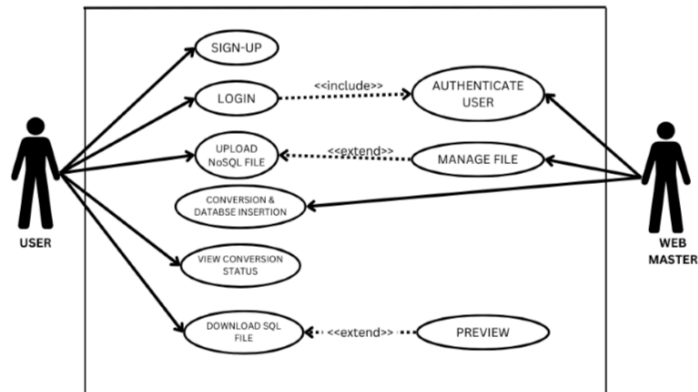 SIGN-UP
<<include>>
LOGIN
AUTHENTICATE
USER
UPLOAD
NoSQL FILE
<<extend>>
MANAGE FILE
CONVERSION &
DATABSE INSERTION
USER
WEB
MASTER
VIEW CONVERSION
STATUS
DOWNLOAD SQL
FILE
<<extend>>
PREVIEW